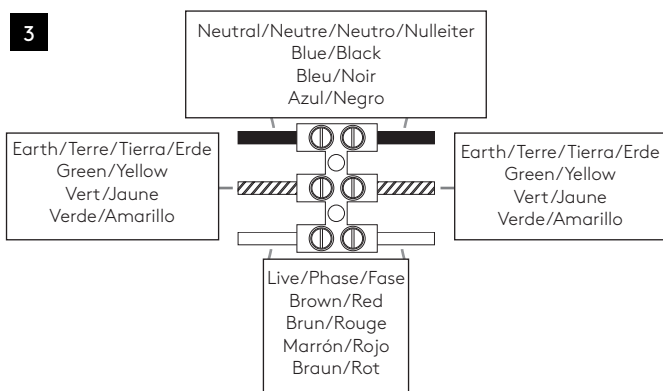 3
Neutral/Neutre/Neutro/Nulleiter
Blue/Black
Bleu/Noir
Azul/Negro
Earth/Terre/Tierra/Erde
Green/Yellow
Vert/Jaune
Verde/Amarillo
Earth/Terre/Tierra/Erde
Green/Yellow
Vert/Jaune
Verde/Amarillo
Live/Phase/Fase
Brown/Red
Brun/Rouge
Marrón/Rojo
Braun/Rot